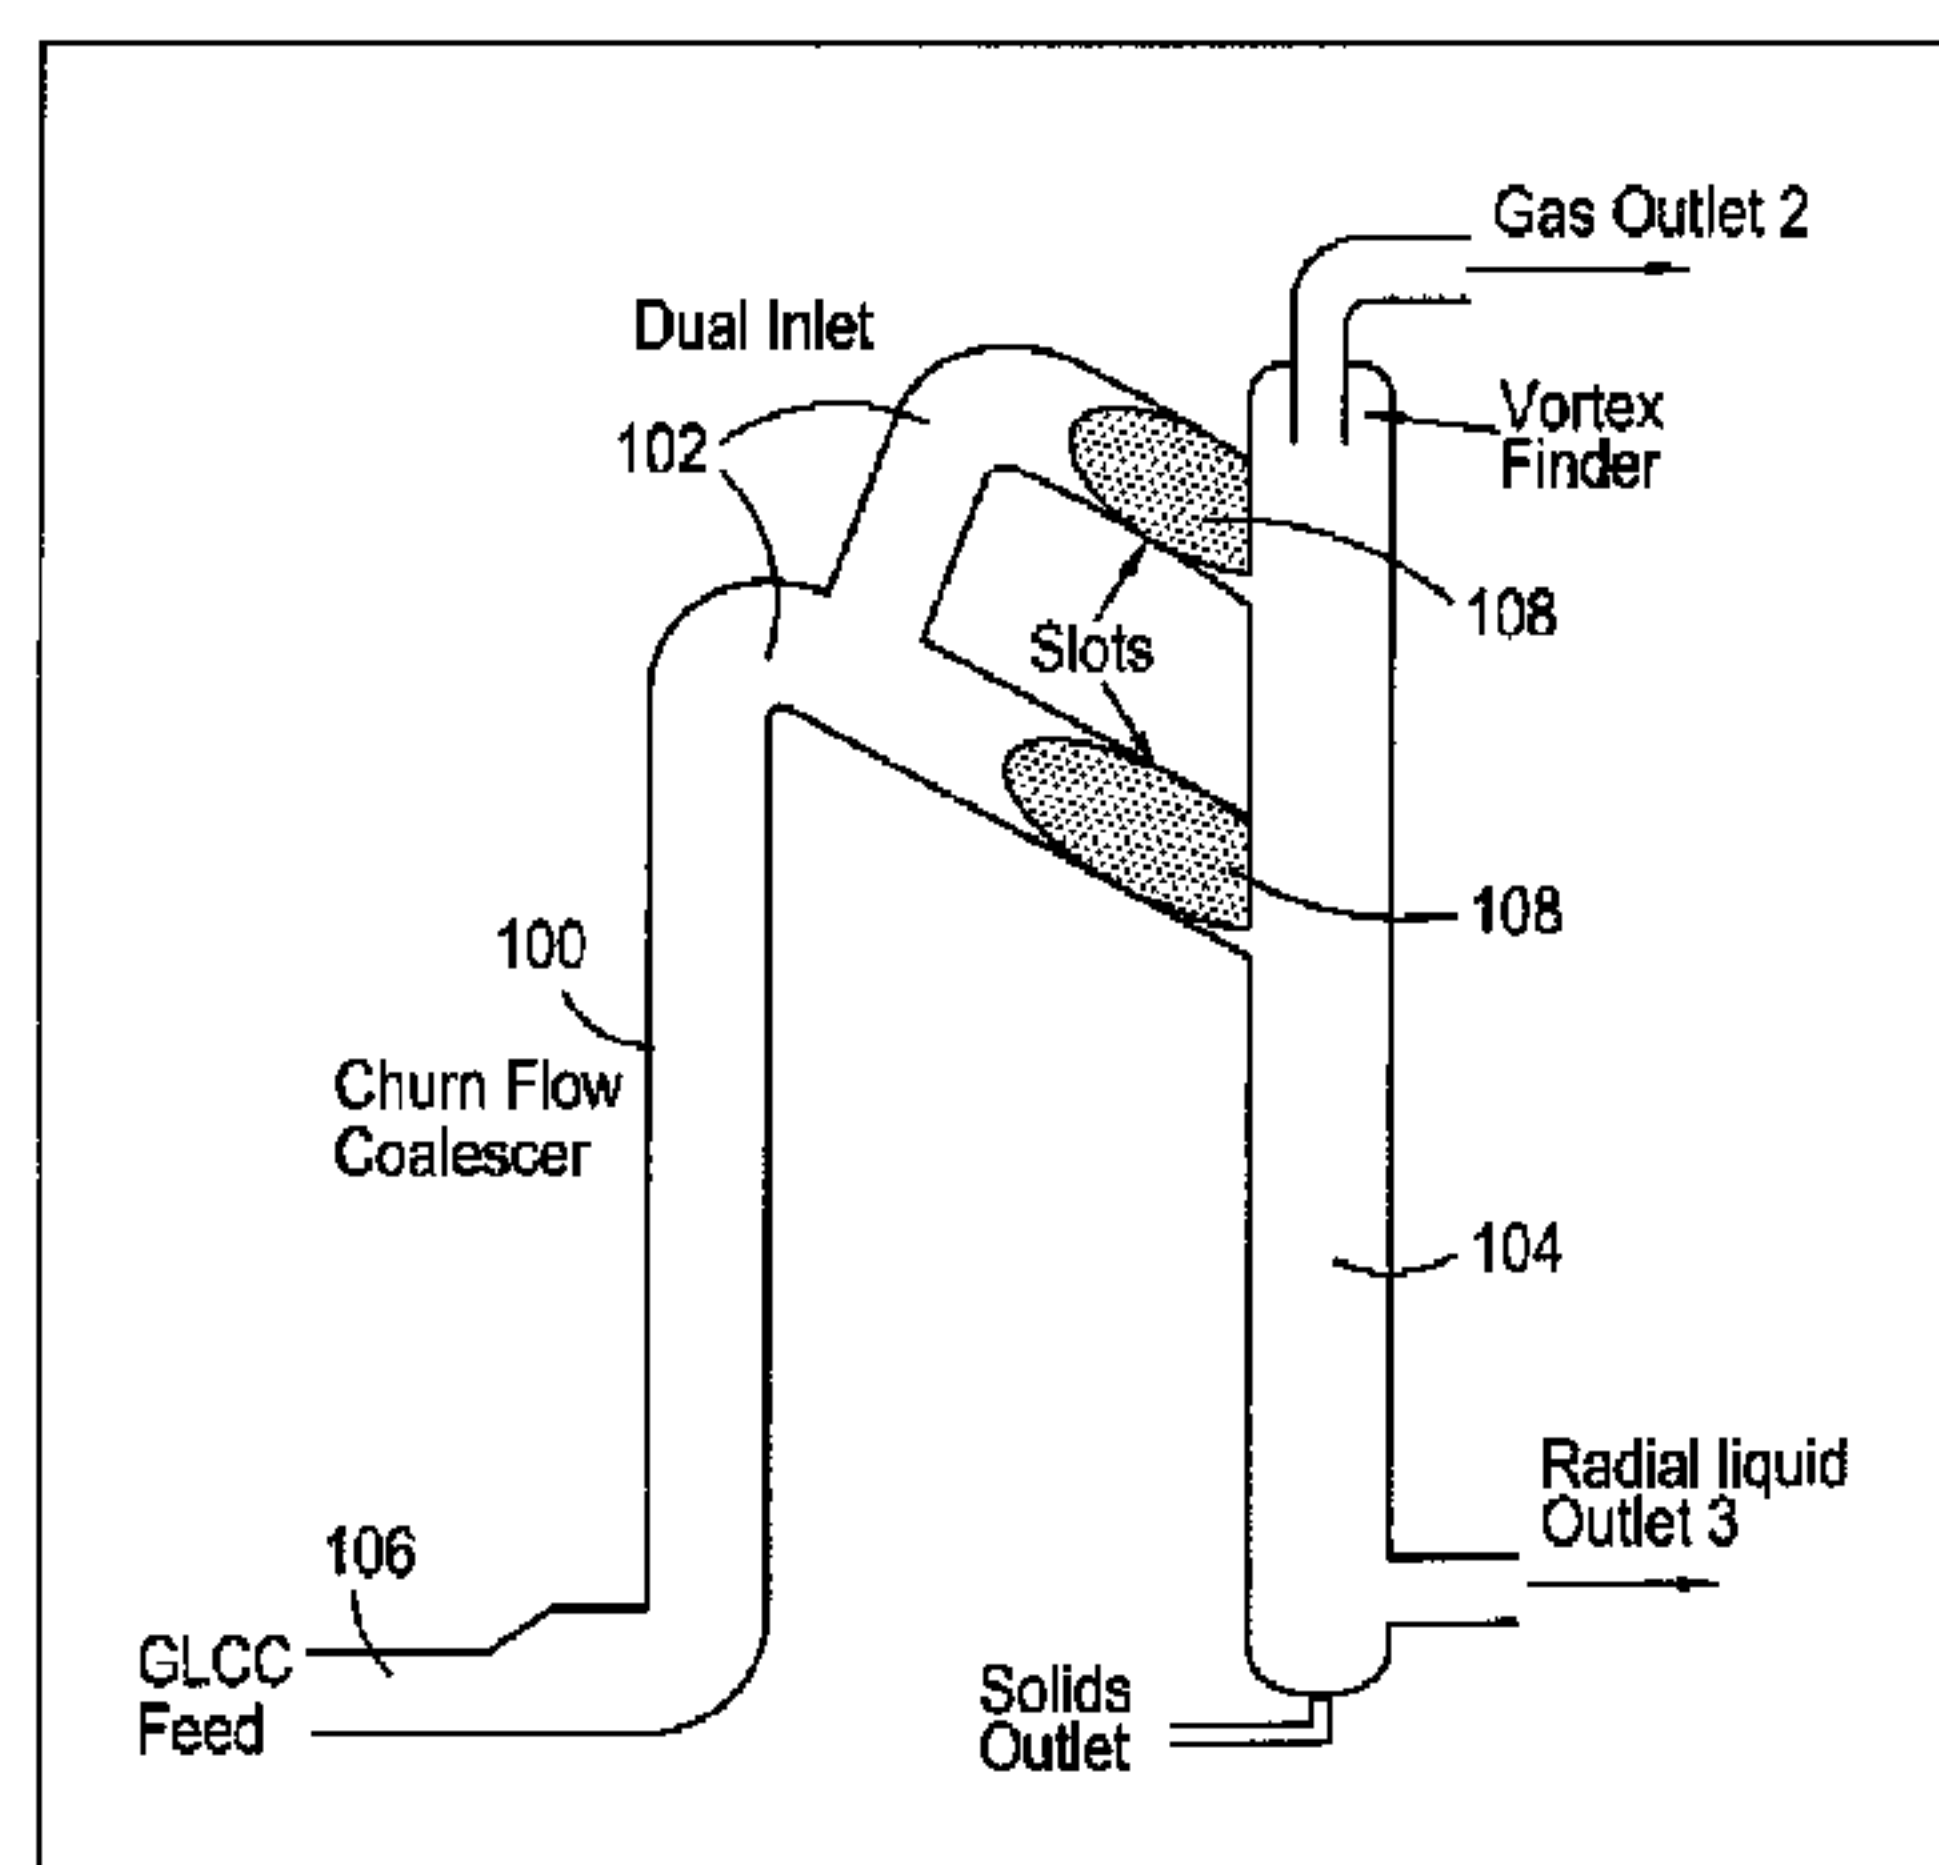 Gas Outlet 2
Dual Inlet
Vortex
Finder
102
108
Slots
108
100
Churn Flow
Coalescer
104
Radial liquid
Outlet 3
106
GLCC
Feed
Solids
Outlet